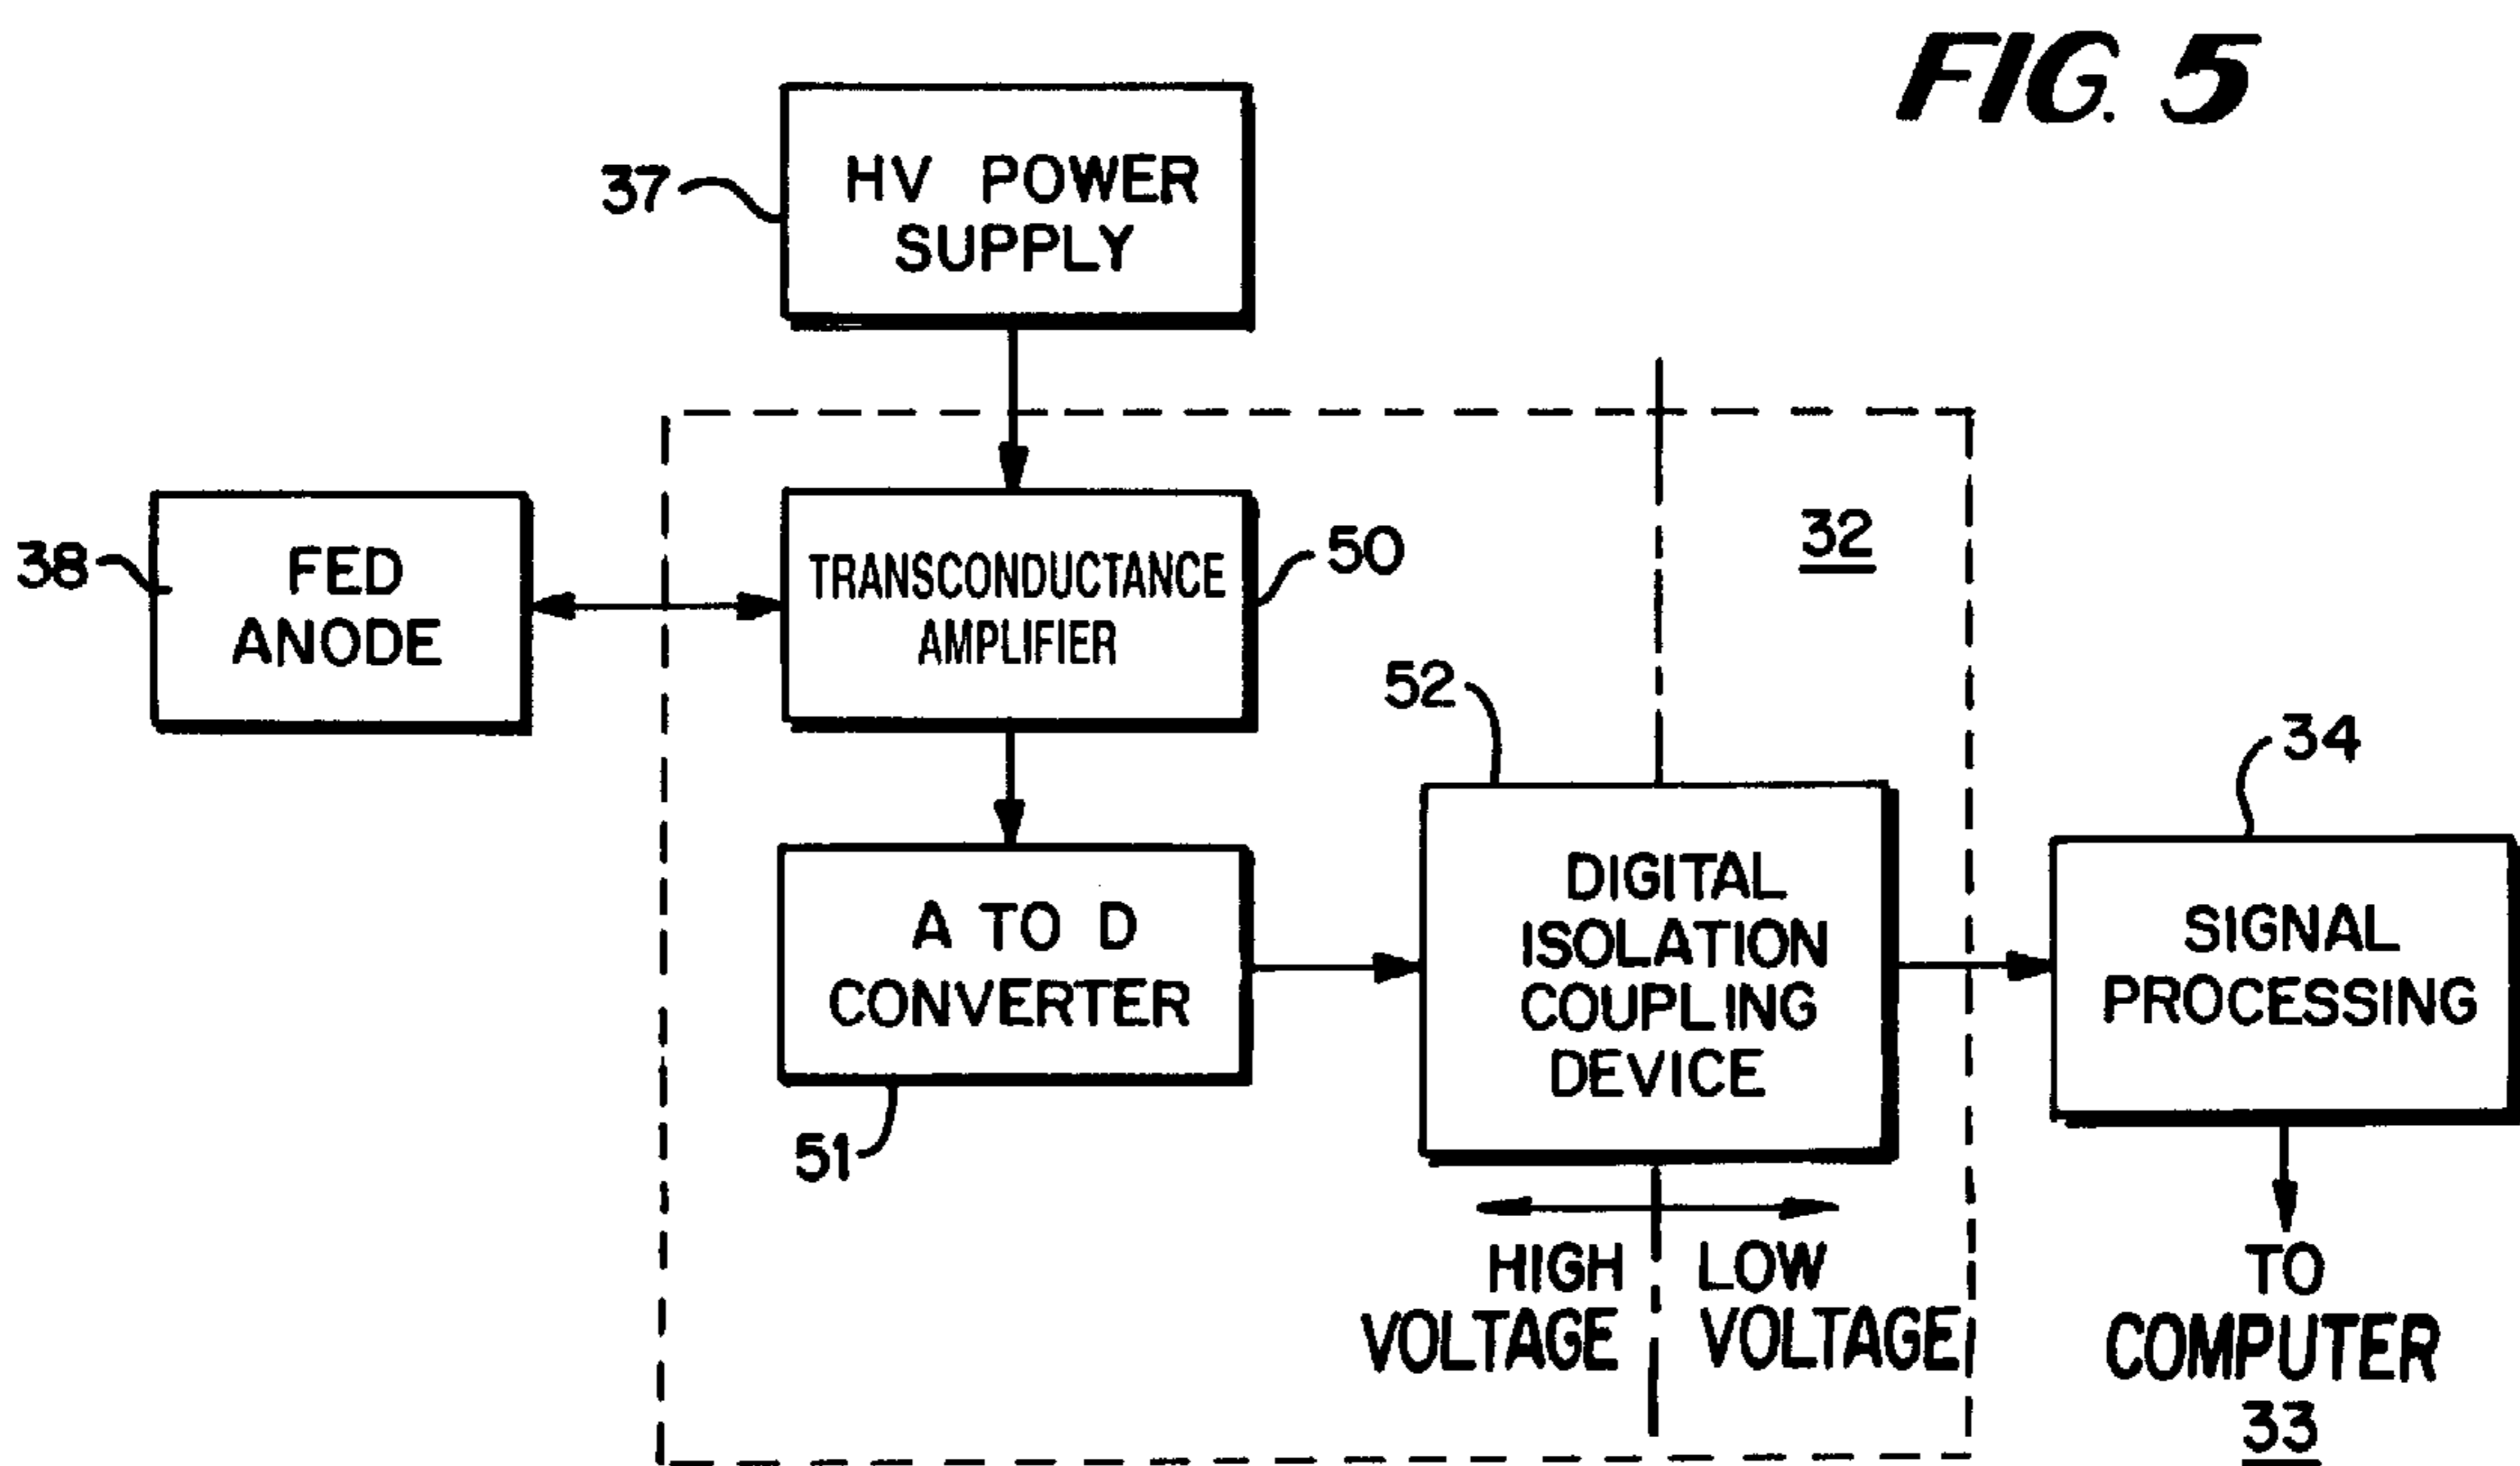 FIG. 5
37
HV POWER
SUPPLY
38
FED
ANODE
TRANSCONDUCTANCE
AMPLIFIER
50
32
52
34
A TO D
CONVERTER
51
DIGITAL
ISOLATION
COUPLING
DEVICE
SIGNAL
PROCESSING
HIGH
VOLTAGE
LOW
VOLTAGE
TO
COMPUTER
33